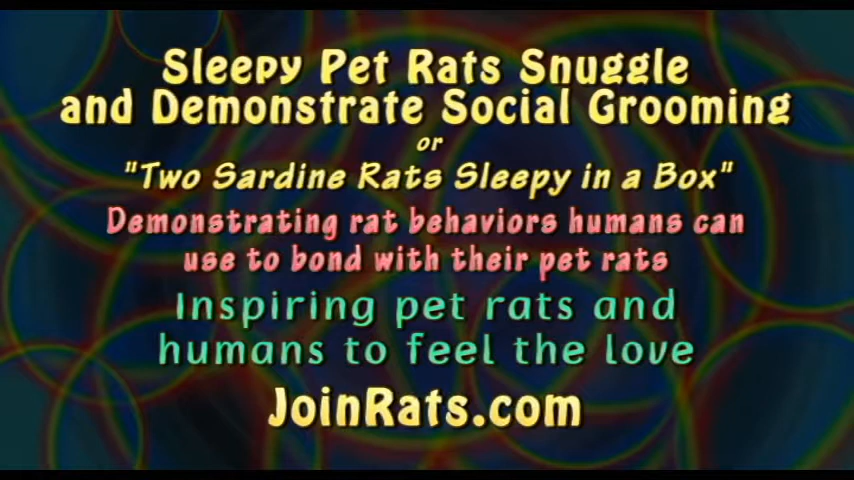 Sleepy Pet Rats Snuggle
and Demonstrate Social Grooming
or
"Two Sardine Rats Sleepy in a Box"
Demonstrating rat behaviors humans can
use to bond with their pet rats
Inspiring pet rats and
humans to feel the love
JoinRats.com